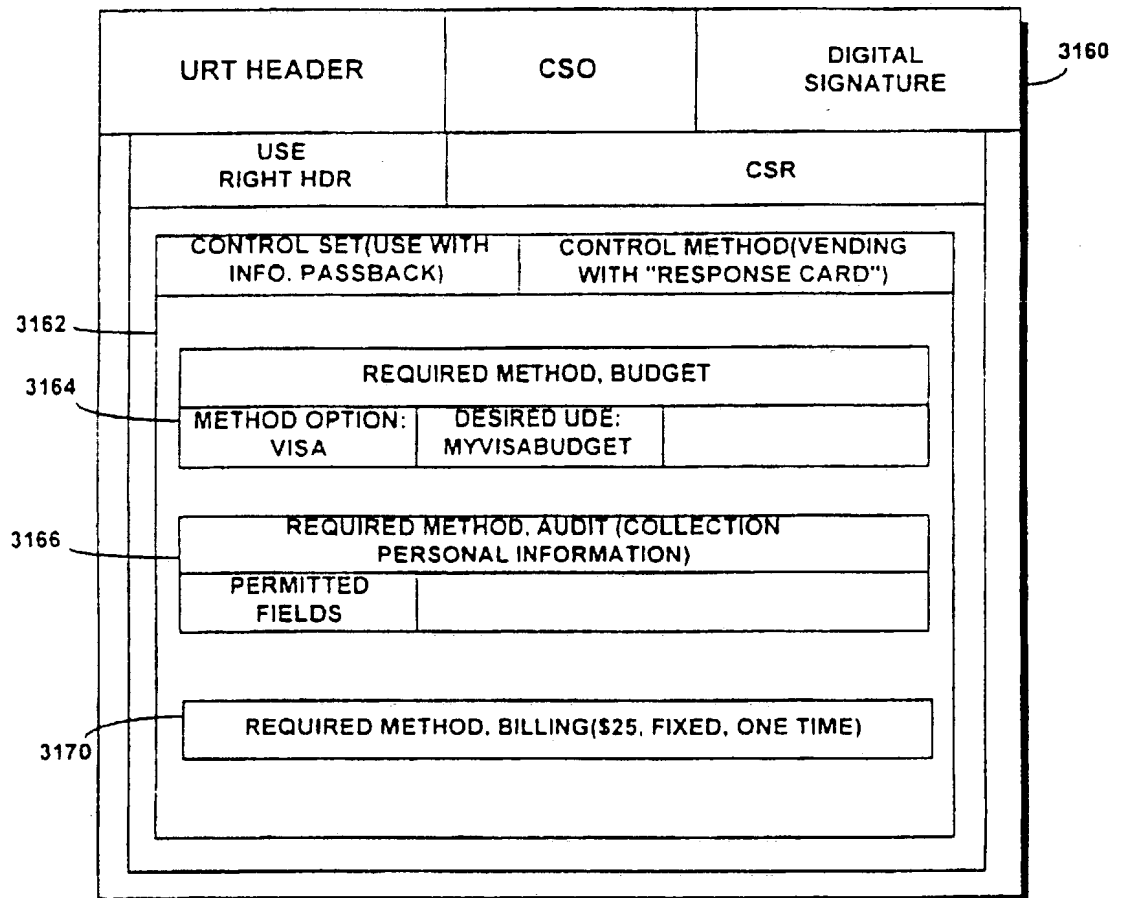 URT HEADER
CSO
DIGITAL
SIGNATURE
3160
USE
RIGHT HDR
CSR
CONTROL SET(USE WITH
INFO. PASSBACK)
CONTROL METHOD(VENDING
WITH "RESPONSE CARD")
3162
REQUIRED METHOD, BUDGET
3164
METHOD OPTION:
VISA
DESIRED UDE:
MYVISABUDGET
REQUIRED METHOD, AUDIT (COLLECTION
PERSONAL INFORMATION)
3166
PERMITTED
FIELDS
REQUIRED METHOD, BILLING($25, FIXED, ONE TIME)
3170